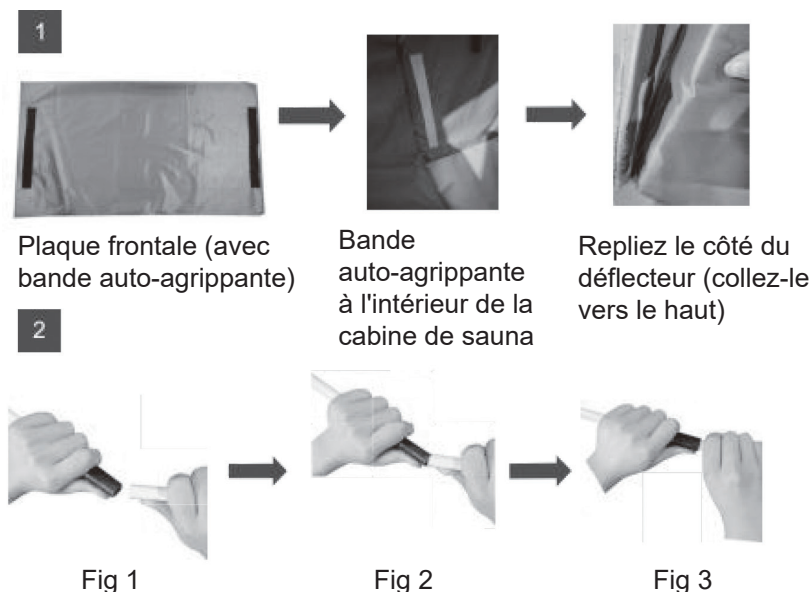 1
Plaque frontale (avec
bande auto-agrippante)
Bande
auto-agrippante
à l'intérieur de la
cabine de sauna
Repliez le côté du
déflecteur (collez-le
vers le haut)
2
Fig 1
Fig 2
Fig 3